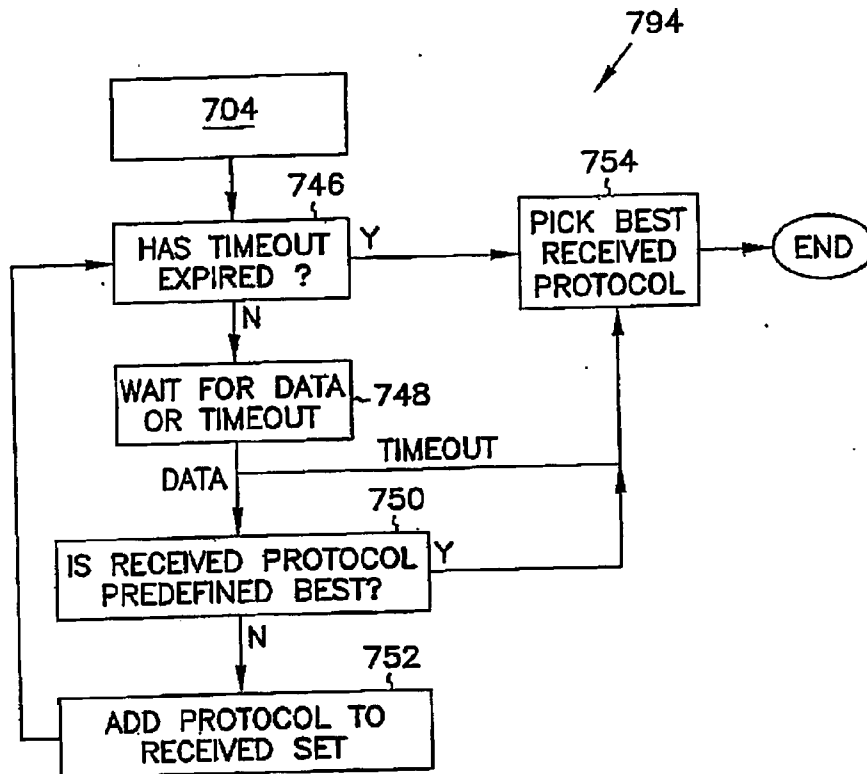 794
704
746
HAS TIMEOUT
EXPIRED ?
Y
N
754
PICK BEST
RECEIVED
PROTOCOL
END
WAIT FOR DATA
OR TIMEOUT
748
TIMEOUT
DATA
750
IS RECEIVED PROTOCOL
PREDEFINED BEST?
Y
N
752
ADD PROTOCOL TO
RECEIVED SET